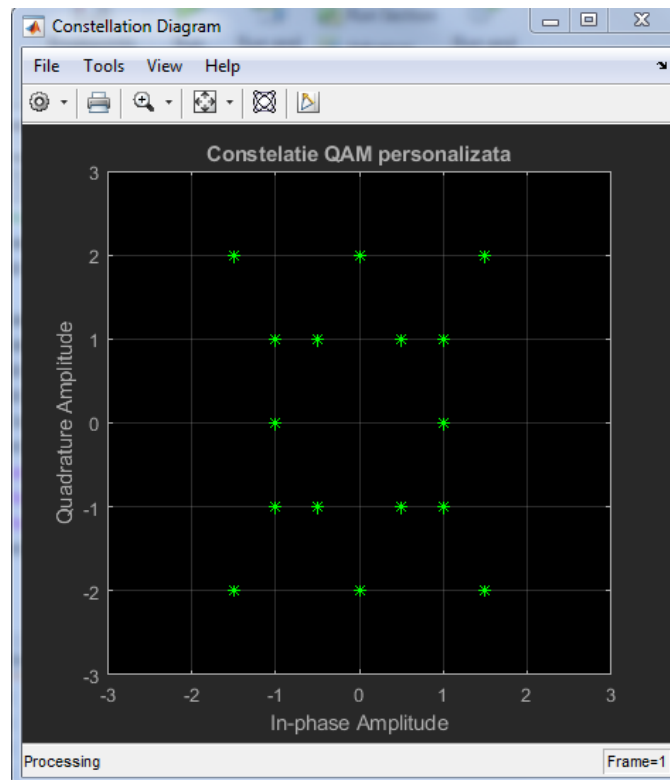 Constellation Diagram
File Tools View Help
Constelatie QAM personalizata
3
2
1
0
-1
-2
-3
Quadrature Amplitude
-3 -2 -1 0 1 2 3
In-phase Amplitude
Processing Frame=1